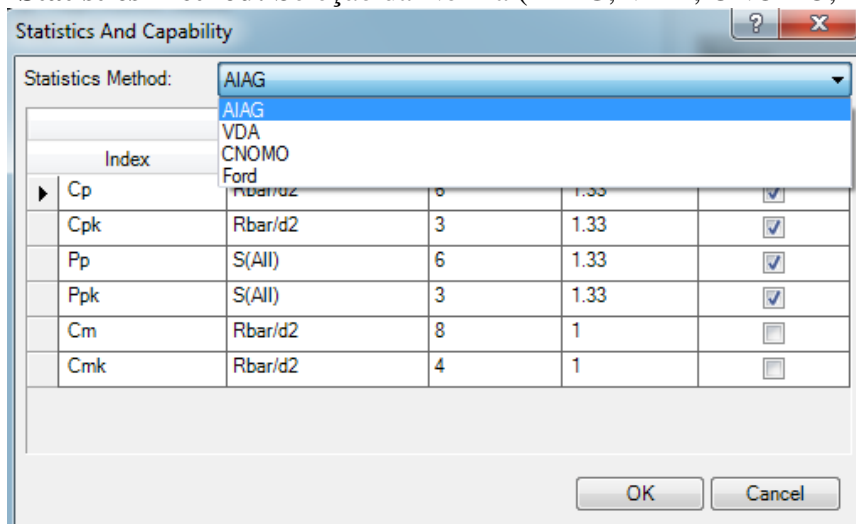 Statistics And Capability
Statistics Method: AIAG
AIAG
VDA
CNOMO
Ford
Index
Cp Rbar/d2 6 1.33
Cpk Rbar/d2 3 1.33
Pp S(All) 6 1.33
Ppk S(All) 3 1.33
Cm Rbar/d2 8 1
Cmk Rbar/d2 4 1
OK Cancel